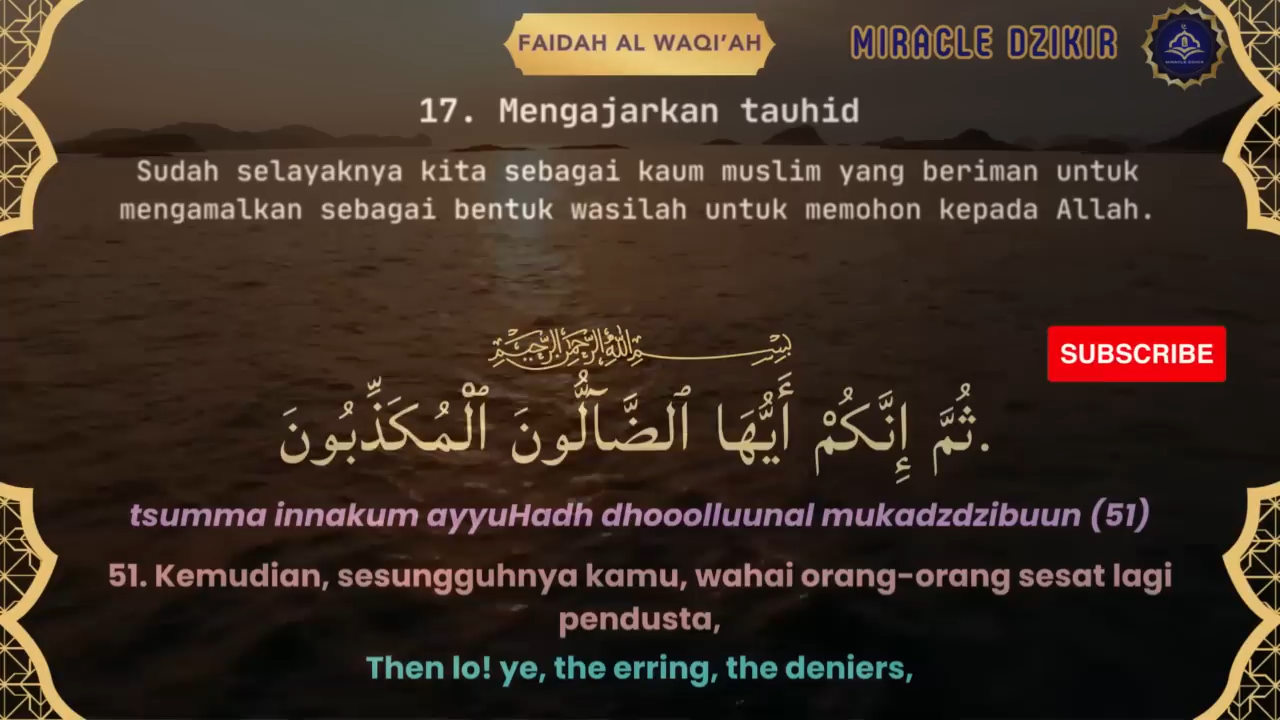 FAIDAH AL WAQI’AH
MIRACLE DZIKIR
MIRACLE DZIKIR
17. Mengajarkan tauhid
Sudah selayaknya kita sebagai kaum muslim yang beriman untuk
mengamalkan sebagai bentuk wasilah untuk memohon kepada Allah.
بِسْمِ اللهِ الرَّحْمٰنِ الرَّحِيْمِ
SUBSCRIBE
ثُمَّ إِنَّكُمْ أَيُّهَا ٱلضَّآلُّونَ ٱلْمُكَذِّبُونَ.
tsumma innakum ayyuHadh dhooolluunal mukadzdzibuun (51)
51. Kemudian, sesungguhnya kamu, wahai orang-orang sesat lagi
pendusta,
Then lo! ye, the erring, the deniers,